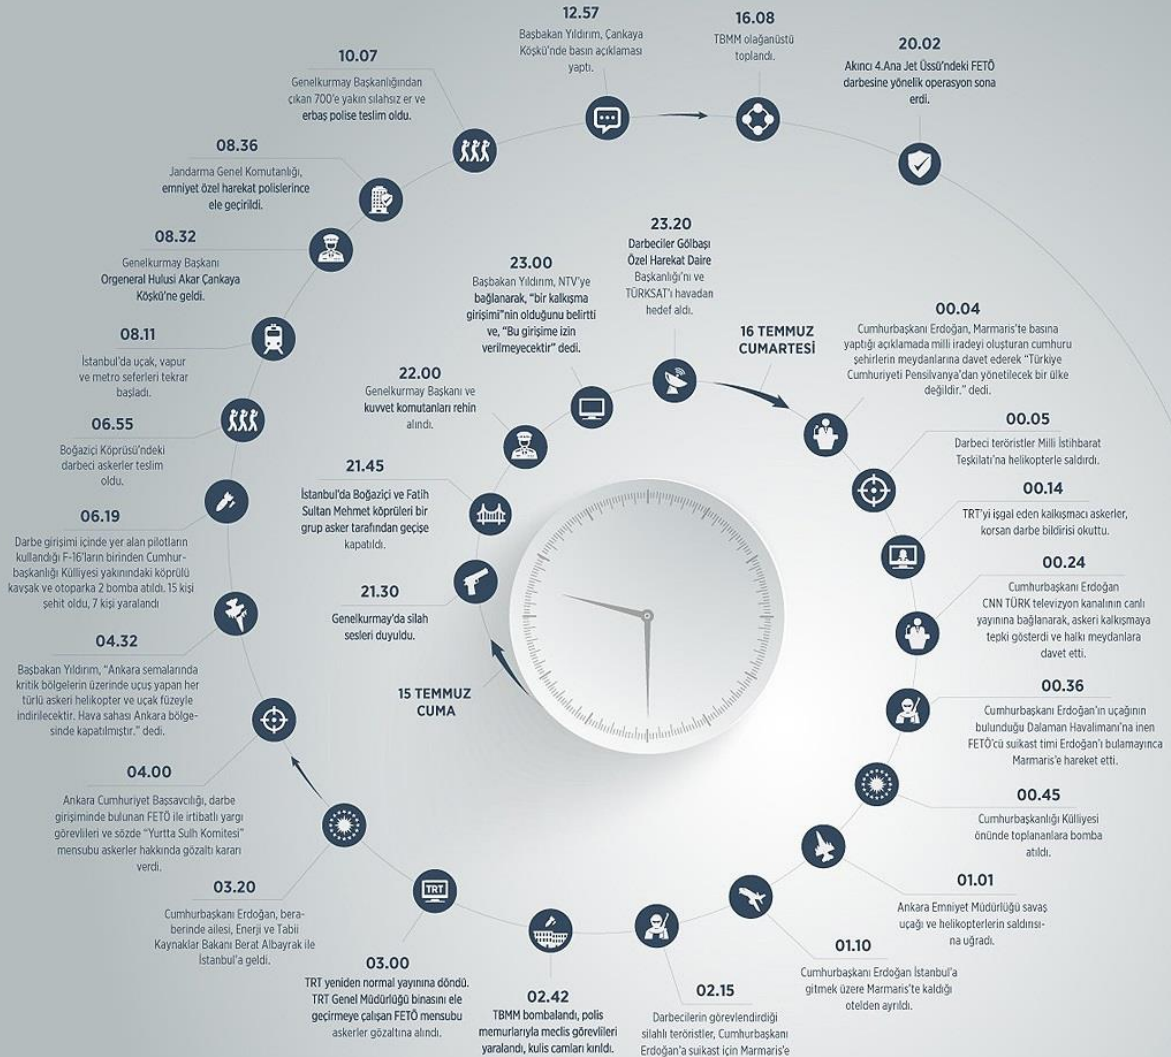 15 TEMMUZ
CUMA
21.30
Genelkurmay'da silah
sesleri duyuldu.
21.45
İstanbul'da Boğaziçi ve Fatih
Sultan Mehmet köprüleri bir
grup asker tarafından geçişe
kapatıldı.
22.00
Genelkurmay Başkanı ve
kuvvet komutanları rehin
alındı.
23.00
Başbakan Yıldırım, NTV'ye
bağlanarak, "bir kalkışma
girişimi"nin olduğunu belirtti
ve, "Bu girişime izin
verilmeyecektir" dedi.
23.20
Darbeciler Gölbaşı
Özel Harekat Daire
Başkanlığı'nı ve
TÜRKSAT'ı havadan
hedef aldı.
16 TEMMUZ
CUMARTESİ
00.04
Cumhurbaşkanı Erdoğan, Marmaris'te basına
yaptığı açıklamada milli iradeyi oluşturan cumhuru
şehirlerin meydanlarına davet ederek "Türkiye
Cumhuriyeti Pensilvanya'dan yönetilecek bir ülke
değildir." dedi.
00.05
Darbeci teröristler Milli İstihbarat
Teşkilatı'na helikopterle saldırdı.
00.14
TRT'yi işgal eden kalkışmacı askerler,
korsan darbe bildirisi okuttu.
00.24
Cumhurbaşkanı Erdoğan
CNN TÜRK televizyon kanalının canlı
yayınına bağlanarak, askeri kalkışmaya
tepki gösterdi ve halkı meydanlara
davet etti.
00.36
Cumhurbaşkanı Erdoğan'ın uçağının
bulunduğu Dalaman Havalimanı'na inen
FETÖ'cü suikast timi Erdoğan'ı bulamayınca
Marmaris'e hareket etti.
00.45
Cumhurbaşkanlığı Külliyesi
önünde toplananlara bomba
atıldı.
01.01
Ankara Emniyet Müdürlüğü savaş
uçağı ve helikopterlerin saldırısı-
na uğradı.
01.10
Cumhurbaşkanı Erdoğan İstanbul'a
gitmek üzere Marmaris'te kaldığı
otelden ayrıldı.
02.15
Darbecilerin görevlendirdiği
silahlı teröristler, Cumhurbaşkanı
Erdoğan'a suikast için Marmaris'e
02.42
TBMM bombalandı, polis
memurlarıyla meclis görevlileri
yaralandı, kulis camları kırıldı.
TRT
03.00
TRT yeniden normal yayınına döndü.
TRT Genel Müdürlüğü binasını ele
geçirmeye çalışan FETÖ mensubu
askerler gözaltına alındı.
03.20
Cumhurbaşkanı Erdoğan, bera-
berinde ailesi, Enerji ve Tabii
Kaynaklar Bakanı Berat Albayrak ile
İstanbul'a geldi.
04.00
Ankara Cumhuriyet Başsavcılığı, darbe
girişiminde bulunan FETÖ ile irtibatlı yargı
görevlileri ve sözde "Yurtta Sulh Komitesi"
mensubu askerler hakkında gözaltı kararı
verdi.
04.32
Başbakan Yıldırım, "Ankara semalarında
kritik bölgelerin üzerinde uçuş yapan her
türlü askeri helikopter ve uçak füzeyle
indirilecektir. Hava sahası Ankara bölge-
sinde kapatılmıştır." dedi.
06.19
Darbe girişimi içinde yer alan pilotların
kullandığı F-16'ların birinden Cumhur-
başkanlığı Külliyesi yakınındaki köprülü
kavşak ve otoparka 2 bomba atıldı. 15 kişi
şehit oldu, 7 kişi yaralandı
06.55
Boğaziçi Köprüsü'ndeki
darbeci askerler teslim
oldu.
08.11
İstanbul'da uçak, vapur
ve metro seferleri tekrar
başladı.
08.32
Genelkurmay Başkanı
Orgeneral Hulusi Akar Çankaya
Köşkü'ne geldi.
08.36
Jandarma Genel Komutanlığı,
emniyet özel harekat polislerince
ele geçirildi.
10.07
Genelkurmay Başkanlığından
çıkan 700'e yakın silahsız er ve
erbaş polise teslim oldu.
12.57
Başbakan Yıldırım, Çankaya
Köşkü'nde basın açıklaması
yaptı.
16.08
TBMM olağanüstü
toplandı.
20.02
Akıncı 4.Ana Jet Üssü'ndeki FETÖ
darbesine yönelik operasyon sona
erdi.